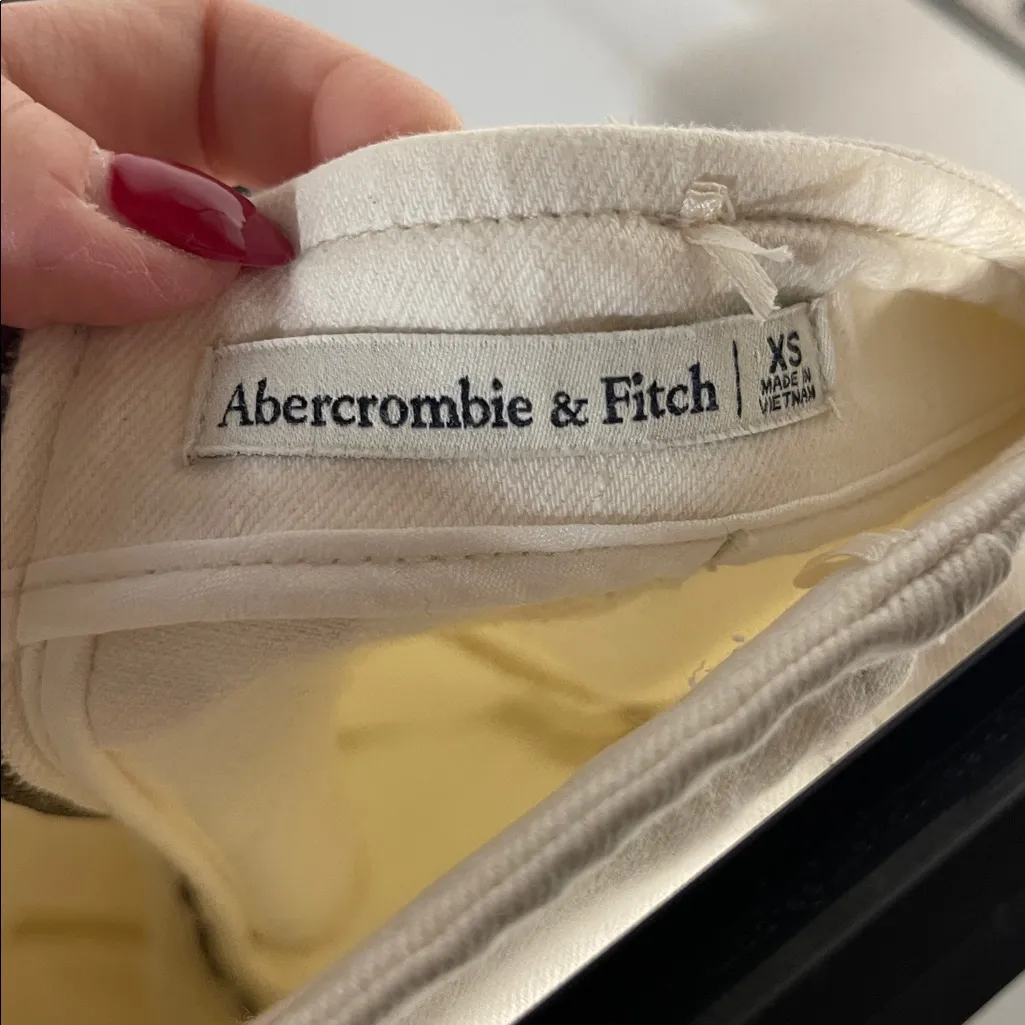 Abercrombie & Fitch
XS
MADE IN
VIETNAM